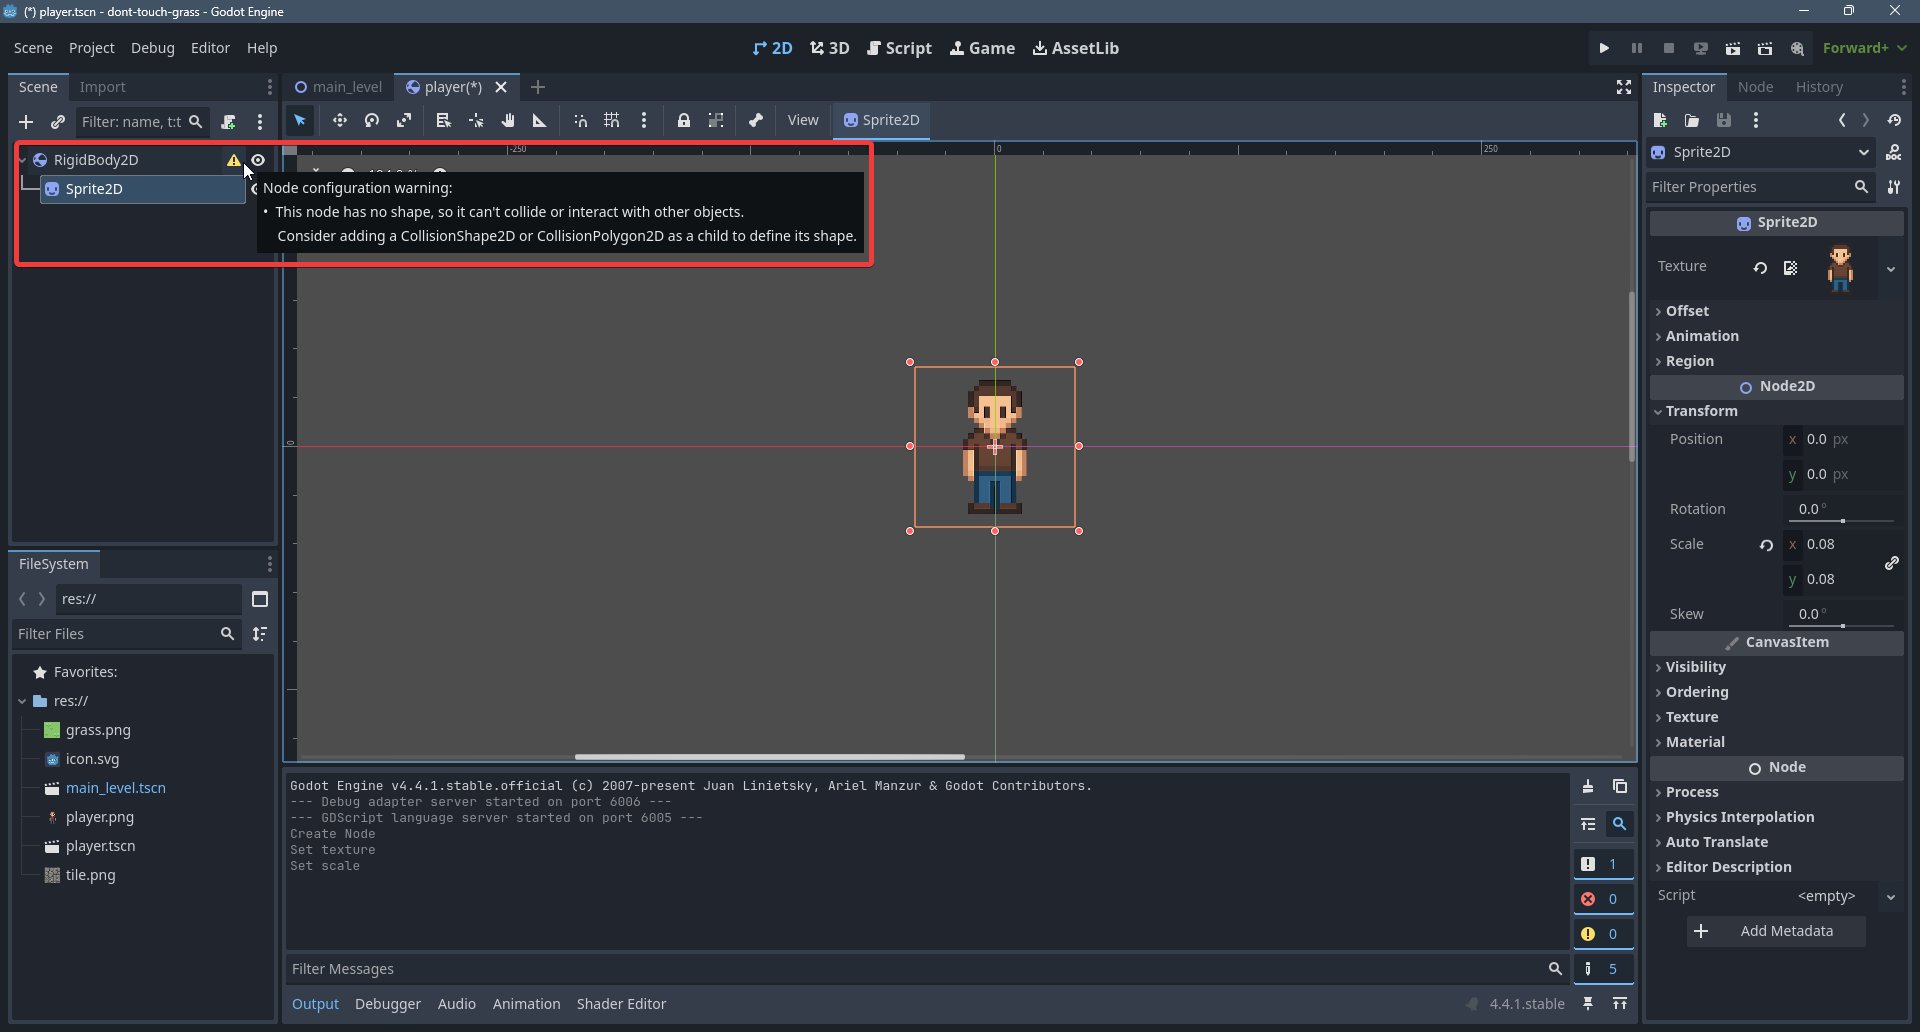 (*) player.tscn - dont-touch-grass - Godot Engine
Scene Project Debug Editor Help
2D 3D Script Game AssetLib
Forward+
Scene Import
main_level player(*)
Inspector Node History
Filter: name, t:t
View Sprite2D
RigidBody2D
Sprite2D
Node configuration warning:
• This node has no shape, so it can't collide or interact with other objects.
Consider adding a CollisionShape2D or CollisionPolygon2D as a child to define its shape.
-250 0 250
0
Sprite2D
Filter Properties
Sprite2D
Texture
Offset
Animation
Region
Node2D
Transform
Position x 0.0 px
y 0.0 px
Rotation 0.0 °
Scale x 0.08
y 0.08
Skew 0.0 °
CanvasItem
Visibility
Ordering
Texture
Material
Node
Process
Physics Interpolation
Auto Translate
Editor Description
Script <empty>
Add Metadata
FileSystem
res://
Filter Files
Favorites:
res://
grass.png
icon.svg
main_level.tscn
player.png
player.tscn
tile.png
Godot Engine v4.4.1.stable.official (c) 2007-present Juan Linietsky, Ariel Manzur & Godot Contributors.
--- Debug adapter server started on port 6006 ---
--- GDScript language server started on port 6005 ---
Create Node
Set texture
Set scale
1
0
0
5
Filter Messages
Output Debugger Audio Animation Shader Editor
4.4.1.stable